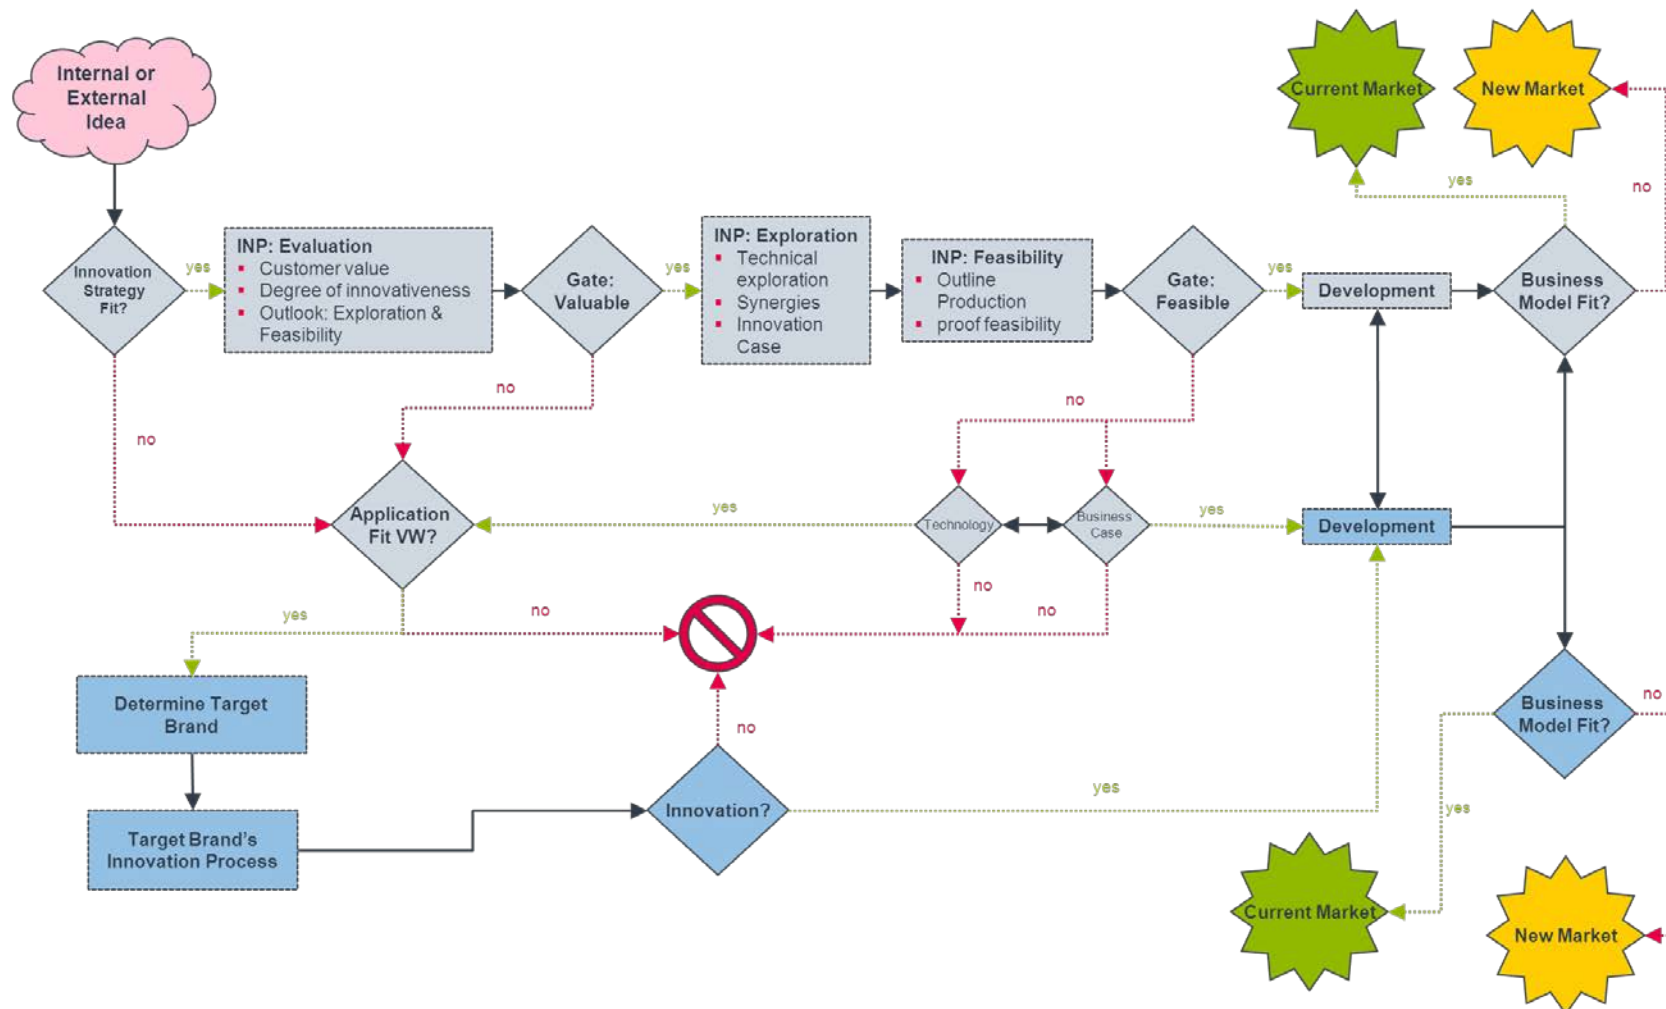 Internal or
External
Idea
Current Market
New Market
yes
no
Innovation
Strategy
Fit?
yes
INP: Evaluation
Customer value
Degree of innovativeness
Outlook: Exploration &
Feasibility
Gate:
Valuable
yes
INP: Exploration
Technical
exploration
Synergies
Innovation
Case
INP: Feasibility
Outline
Production
proof feasibility
Gate:
Feasible
yes
Development
Business
Model Fit?
no
no
no
Application
Fit VW?
yes
Technology
Business
Case
yes
Development
no
no
yes
no
Determine Target
Brand
no
Business
Model Fit?
no
Target Brand's
Innovation Process
Innovation?
yes
yes
Current Market
New Market